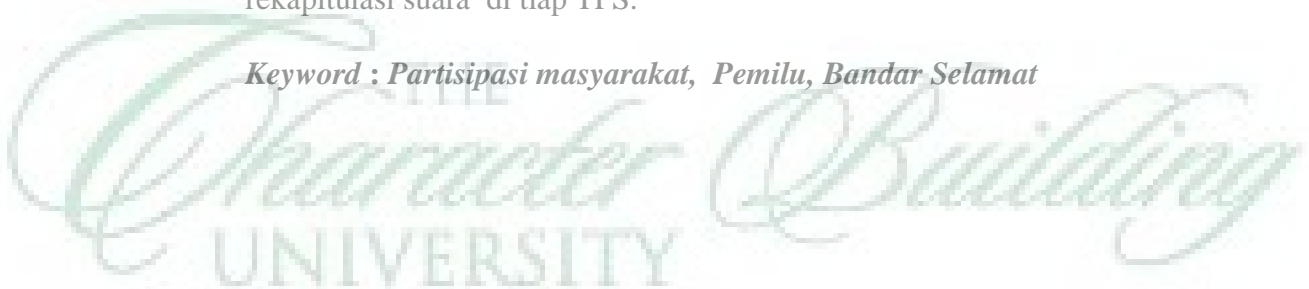 rekapitulasi suara di tiap TPS.
Keyword : Partisipasi masyarakat, Pemilu, Bandar Selamat
THE
Character Building
UNIVERSITY